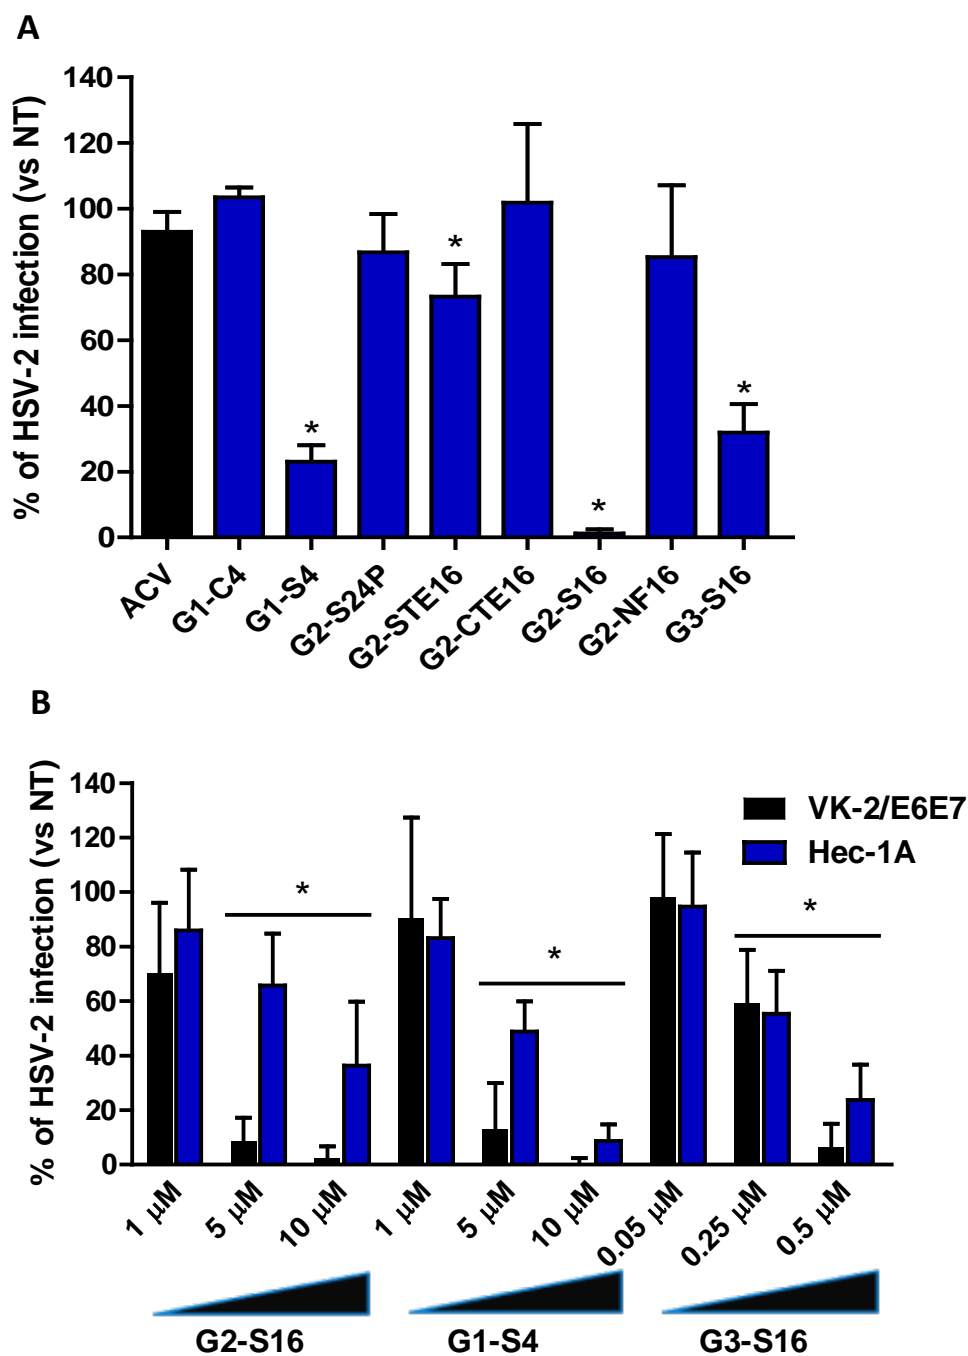 A
% of HSV-2 infection (vs NT)
140
120
100
80
60
40
20
0
*
*
*
*
ACV
G1-C4
G1-S4
G2-S24P
G2-STE16
G2-CTE16
G2-S16
G2-NF16
G3-S16
B
% of HSV-2 infection (vs NT)
140
120
100
80
60
40
20
0
VK-2/E6E7
Hec-1A
*
*
*
1 µM
5 µM
10 µM
1 µM
5 µM
10 µM
0.05 µM
0.25 µM
0.5 µM
G2-S16
G1-S4
G3-S16